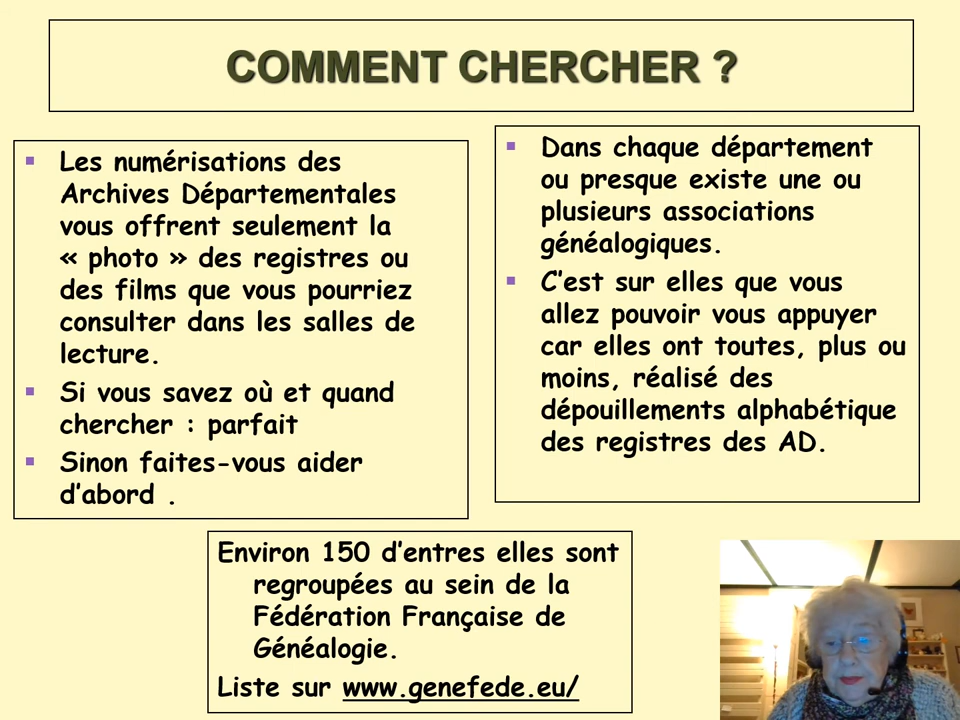 COMMENT CHERCHER ?
▪ Les numérisations des
Archives Départementales
vous offrent seulement la
« photo » des registres ou
des films que vous pourriez
consulter dans les salles de
lecture.
▪ Si vous savez où et quand
chercher : parfait
▪ Sinon faites-vous aider
d’abord .
▪ Dans chaque département
ou presque existe une ou
plusieurs associations
généalogiques.
▪ C’est sur elles que vous
allez pouvoir vous appuyer
car elles ont toutes, plus ou
moins, réalisé des
dépouillements alphabétique
des registres des AD.
Environ 150 d’entres elles sont
regroupées au sein de la
Fédération Française de
Généalogie.
Liste sur www.genefede.eu/